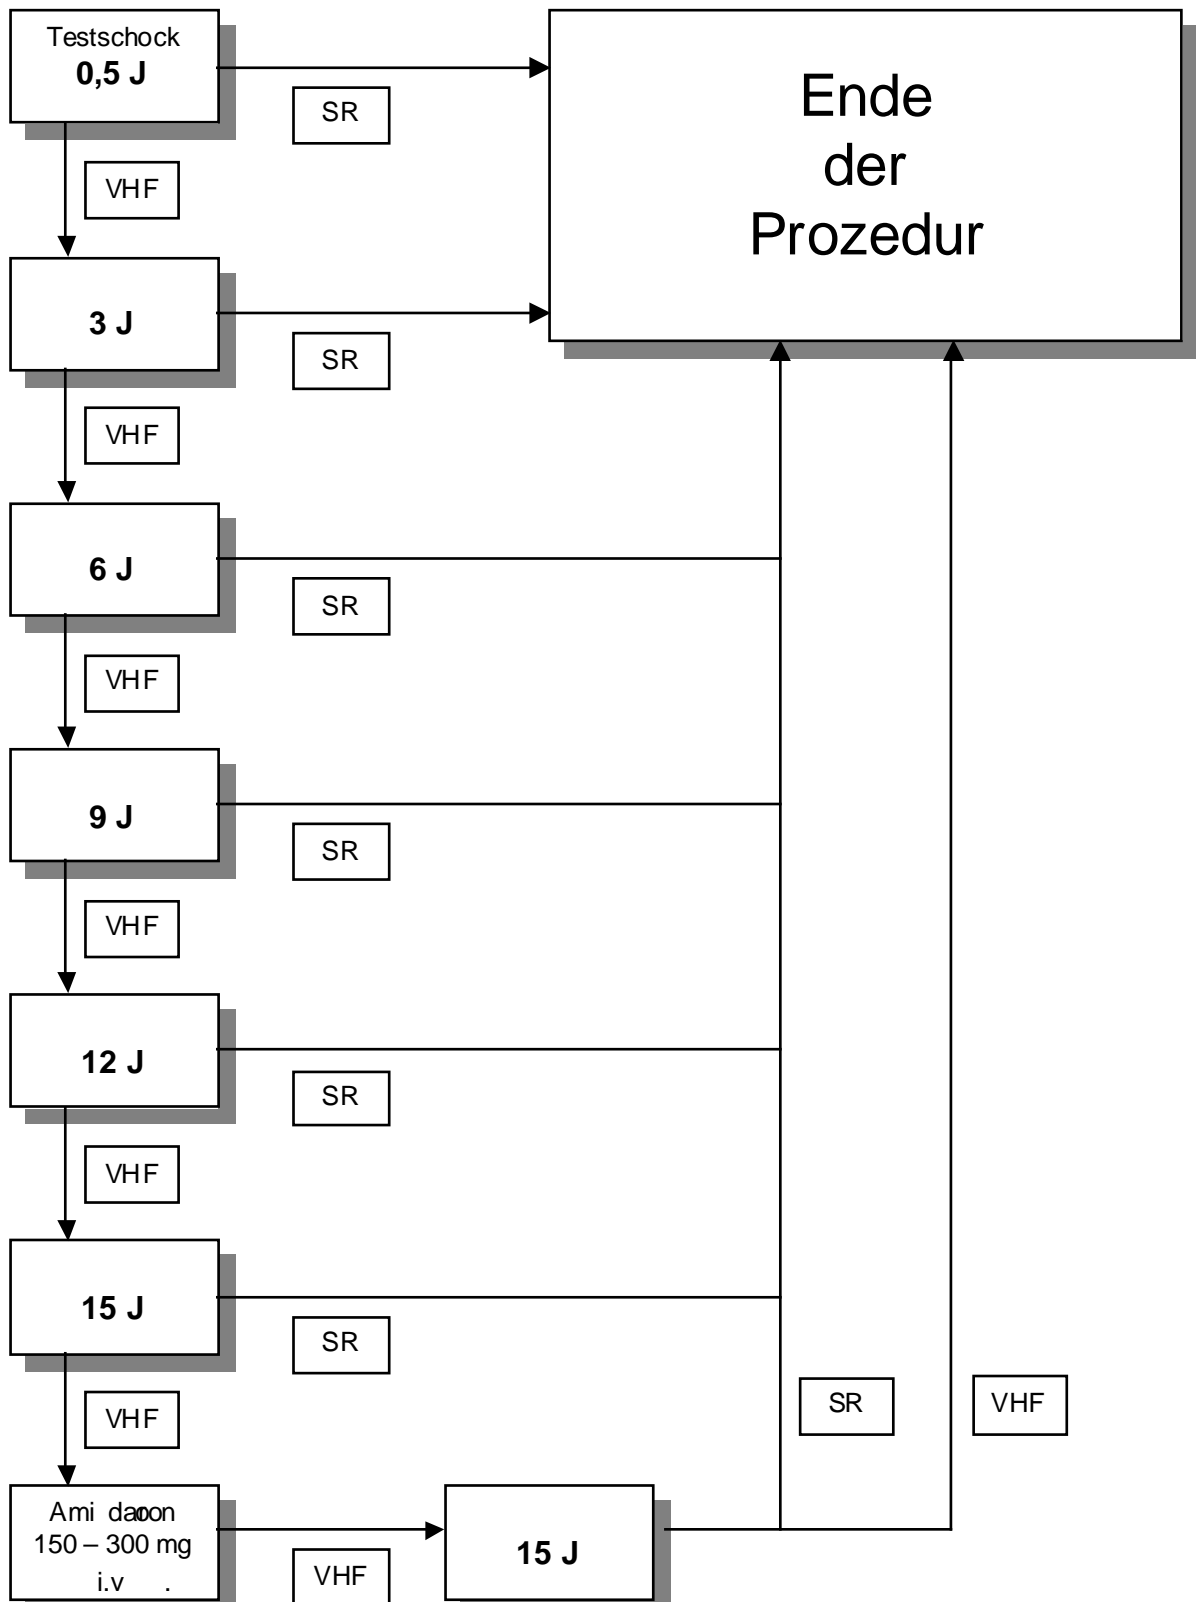 Testschock
0,5 J
SR
Ende
der
Prozedur
VHF
3 J
SR
VHF
6 J
SR
VHF
9 J
SR
VHF
12 J
SR
VHF
15 J
SR
VHF
SR
VHF
Amidaron
150 – 300 mg
i.v.
VHF
15 J